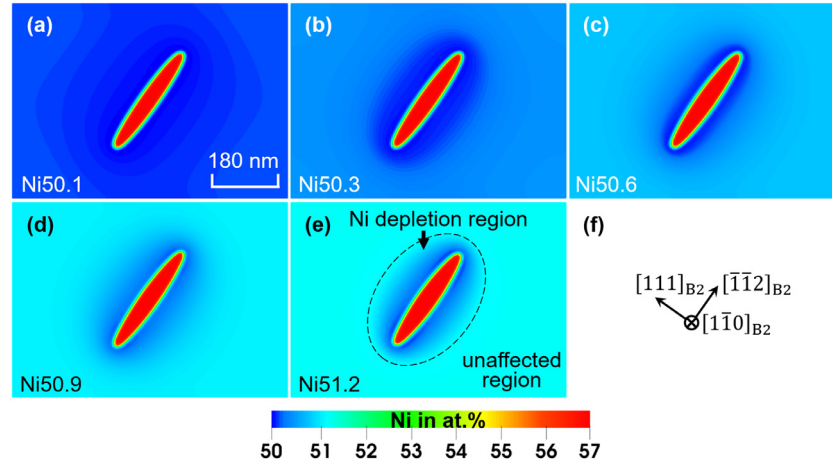 (a)
Ni50.1
180 nm
(b)
Ni50.3
(c)
Ni50.6
(d)
Ni50.9
(e)
Ni depletion region
unaffected
region
Ni51.2
(f)
[111]B2
[1̅1̅2]B2
[11̅0]B2
Ni in at.%
50 51 52 53 54 55 56 57